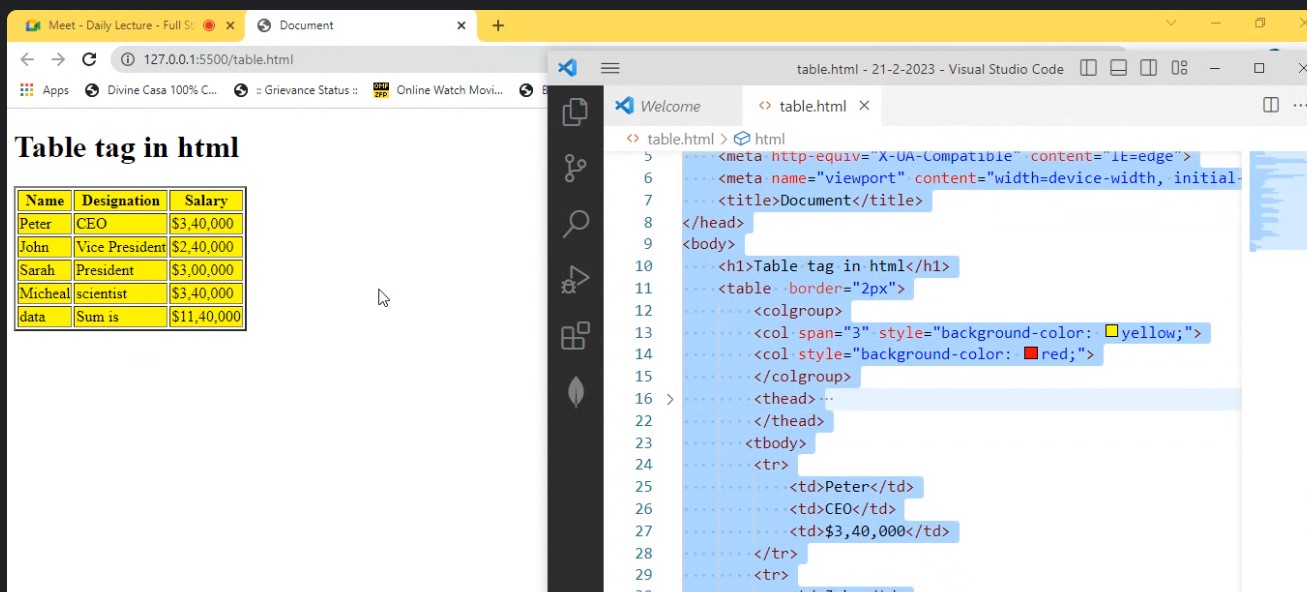 Meet - Daily Lecture - Full St
Document
127.0.0.1:5500/table.html
Apps
Divine Casa 100% C...
:: Grievance Status ::
Online Watch Movi...
B
Table tag in html
Name Designation Salary
Peter CEO $3,40,000
John Vice President $2,40,000
Sarah President $3,00,000
Micheal scientist $3,40,000
data Sum is $11,40,000
table.html - 21-2-2023 - Visual Studio Code
Welcome
table.html
table.html > html
5 <meta http-equiv="X-UA-Compatible" content="IE=edge">
6 <meta name="viewport" content="width=device-width, initial-
7 <title>Document</title>
8 </head>
9 <body>
10 <h1>Table tag in html</h1>
11 <table  border="2px">
12 <colgroup>
13 <col span="3" style="background-color: yellow;">
14 <col style="background-color: red;">
15 </colgroup>
16 <thead> ...
22 </thead>
23 <tbody>
24 <tr>
25 <td>Peter</td>
26 <td>CEO</td>
27 <td>$3,40,000</td>
28 </tr>
29 <tr>